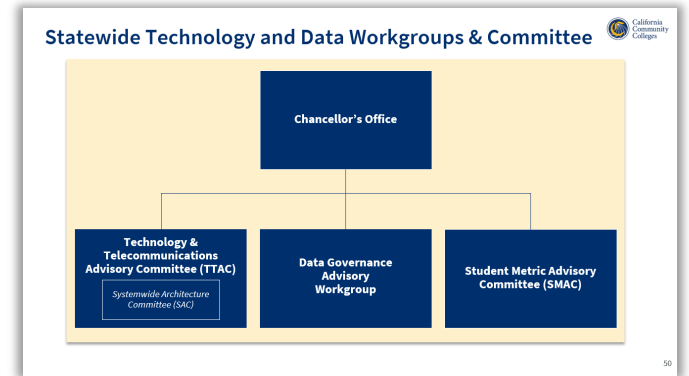 Statewide Technology and Data Workgroups & Committee
California
Community
Colleges
Chancellor's Office
Technology &
Telecommunications
Advisory Committee (TTAC)
Systemwide Architecture
Committee (SAC)
Data Governance
Advisory
Workgroup
Student Metric Advisory
Committee (SMAC)
50